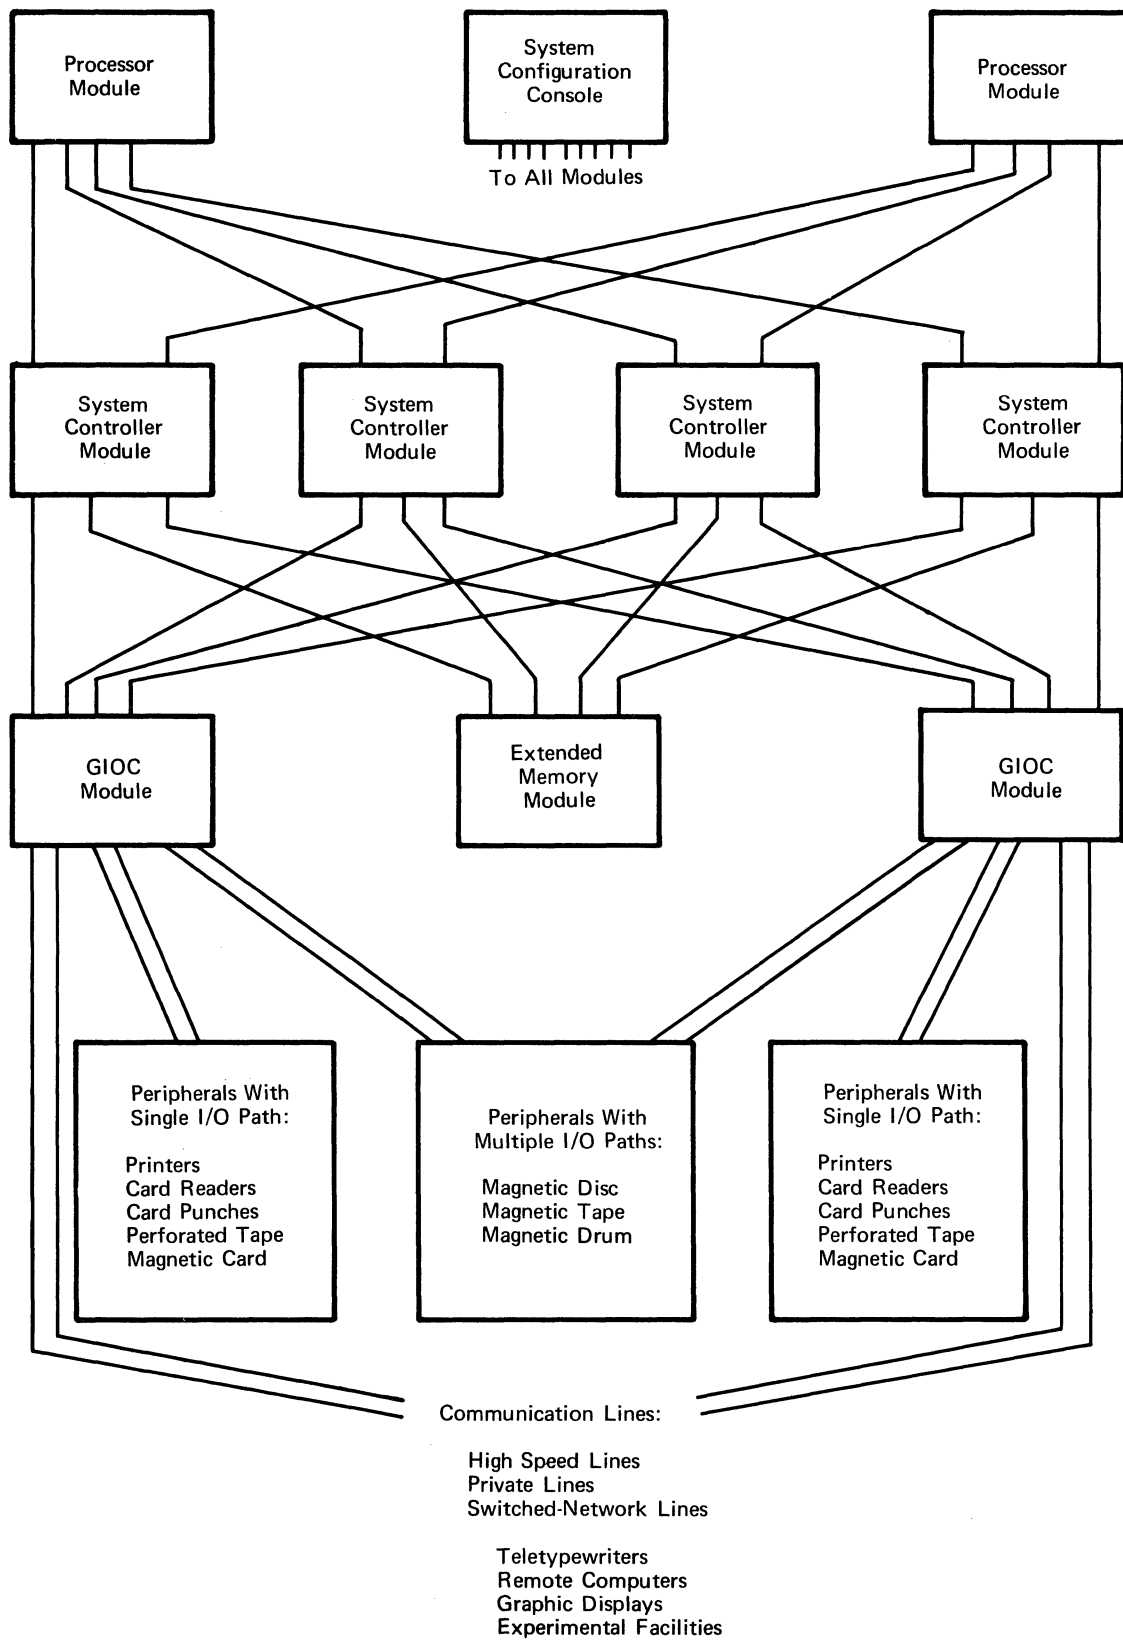 Processor
Module
System
Configuration
Console
Processor
Module
To All Modules
System
Controller
Module
System
Controller
Module
System
Controller
Module
System
Controller
Module
GIOC
Module
Extended
Memory
Module
GIOC
Module
Peripherals With
Single I/O Path:
Printers
Card Readers
Card Punches
Perforated Tape
Magnetic Card
Peripherals With
Multiple I/O Paths:
Magnetic Disc
Magnetic Tape
Magnetic Drum
Peripherals With
Single I/O Path:
Printers
Card Readers
Card Punches
Perforated Tape
Magnetic Card
Communication Lines:
High Speed Lines
Private Lines
Switched-Network Lines
Teletypewriters
Remote Computers
Graphic Displays
Experimental Facilities